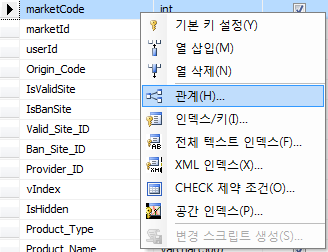 marketCode int
marketId
userId
Origin_Code
IsValidSite
IsBanSite
Valid_Site_ID
Ban_Site_ID
Provider_ID
vIndex
IsHidden
Product_Type
Product_Name
기본 키 설정(Y)
열 삽입(M)
열 삭제(N)
관계(H)...
인덱스/키(I)...
전체 텍스트 인덱스(F)...
XML 인덱스(X)...
CHECK 제약 조건(O)...
공간 인덱스(P)...
변경 스크립트 생성(S)...